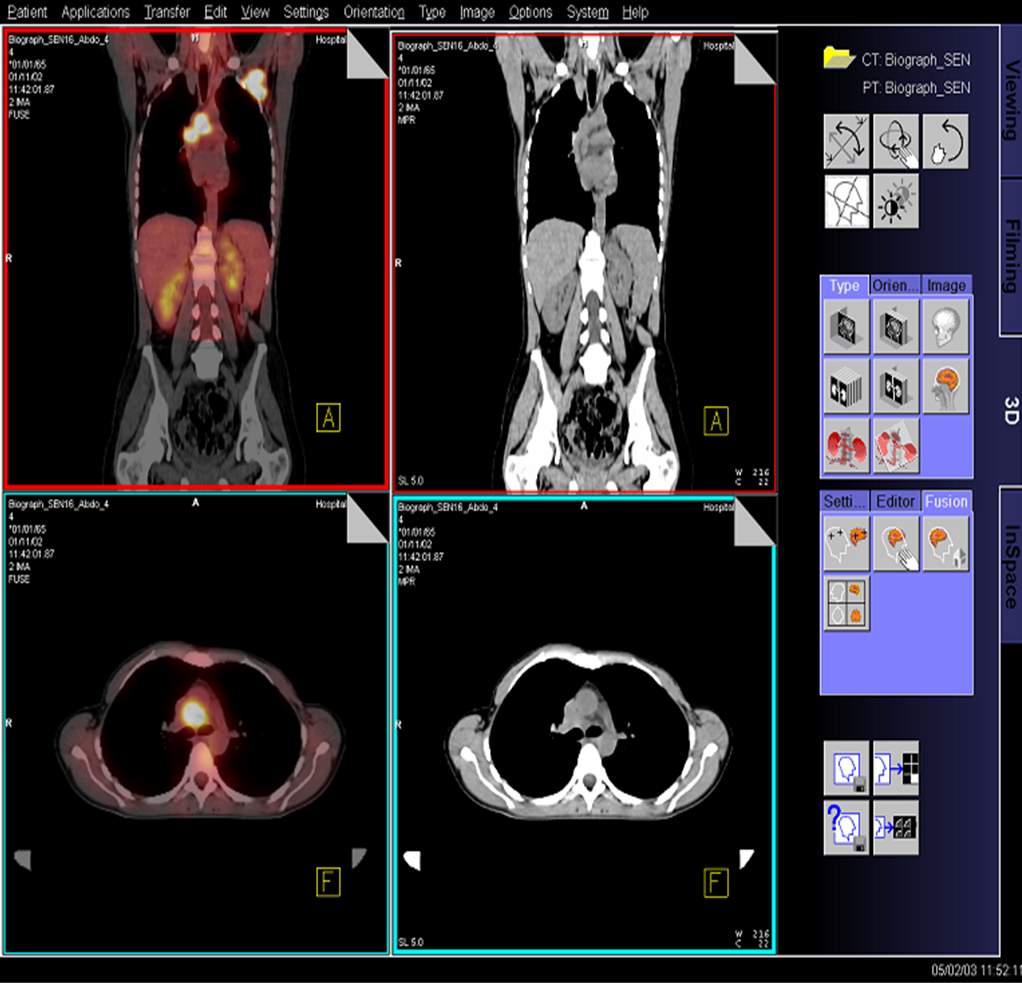 Patient Applications Transfer Edit View Settings Orientation Type Image Options System Help
Biograph_SEN16_Abdo_4 Hospital
4
*01/01/65
01/11/02
11:42:01.87
2 IMA
FUSE
R
A
Biograph_SEN16_Abdo_4 Hospital
4
*01/01/65
01/11/02
11:42:01.87
2 IMA
MPR
R
A
SL 5.0
W 216
C 22
Biograph_SEN16_Abdo_4 A Hospital
4
*01/01/65
01/11/02
11:42:01.87
2 IMA
FUSE
R
F
Biograph_SEN16_Abdo_4 A Hospital
4
*01/01/65
01/11/02
11:42:01.87
2 IMA
MPR
R
F
SL 5.0
W 216
C 22
CT: Biograph_SEN
PT: Biograph_SEN
Type Orien... Image
Setti... Editor Fusion
?
Viewing
Filming
3D
InSpace
05/02/03 11:52:11